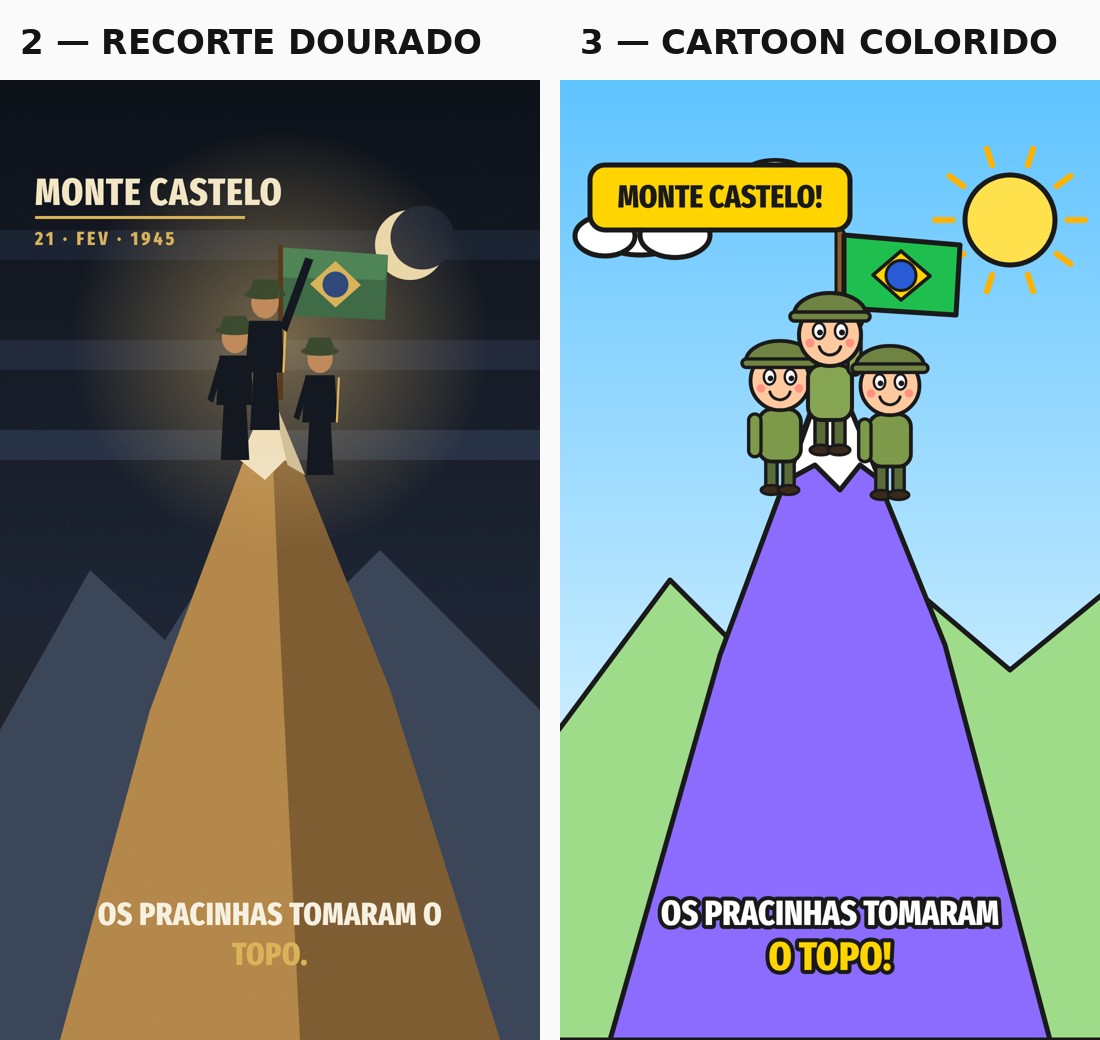 2 — RECORTE DOURADO
MONTE CASTELO
21 · FEV · 1945
OS PRACINHAS TOMARAM O
TOPO.
3 — CARTOON COLORIDO
MONTE CASTELO!
OS PRACINHAS TOMARAM
O TOPO!